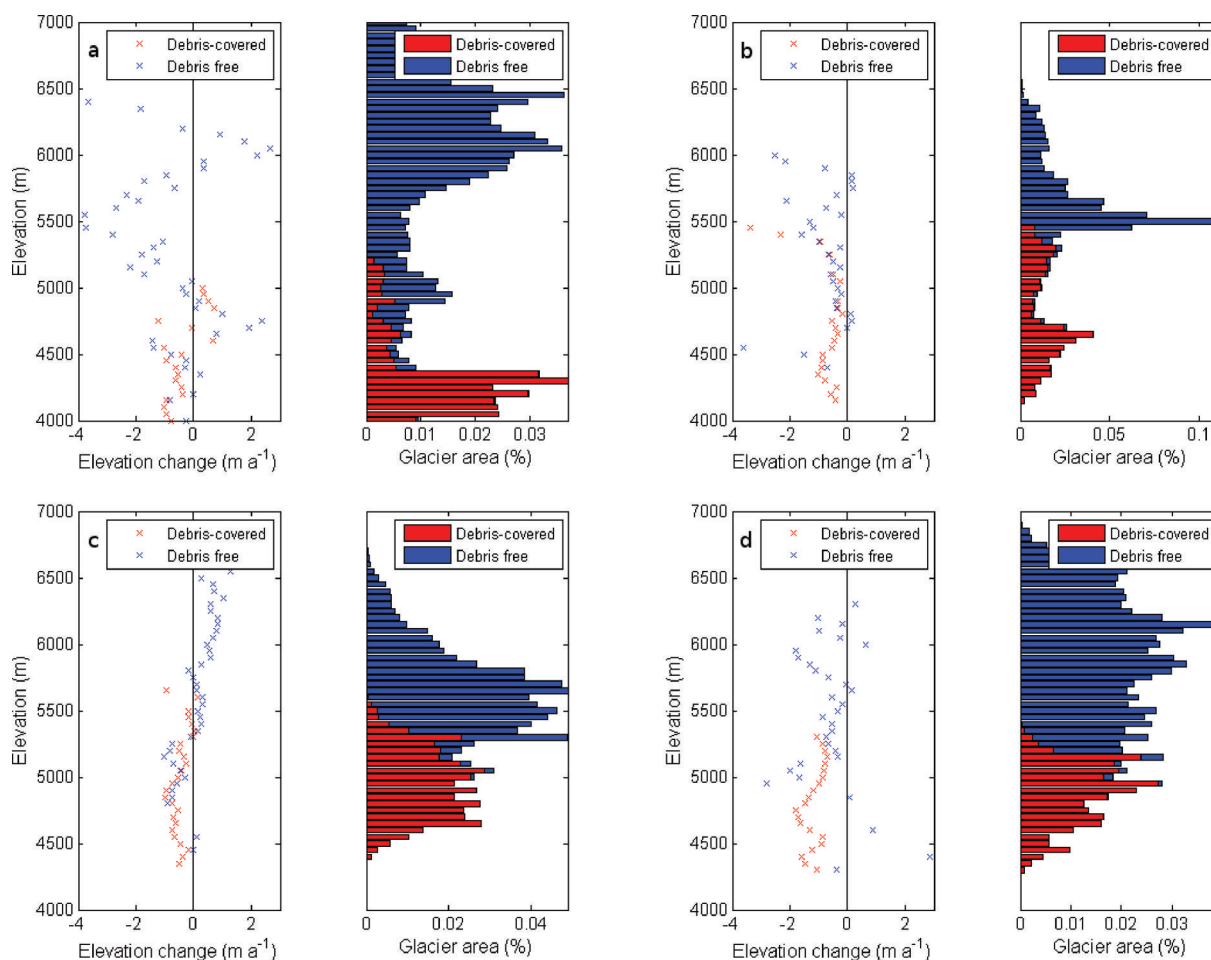 a
Debris-covered
Debris free
7000
6500
6000
5500
5000
4500
4000
Elevation (m)
-4 -2 0 2
Elevation change (m a⁻¹)
Debris-covered
Debris free
0 0.01 0.02 0.03
Glacier area (%)
b
Debris-covered
Debris free
7000
6500
6000
5500
5000
4500
4000
Elevation (m)
-4 -2 0 2
Elevation change (m a⁻¹)
Debris-covered
Debris free
0 0.05 0.1
Glacier area (%)
c
Debris-covered
Debris free
7000
6500
6000
5500
5000
4500
4000
Elevation (m)
-4 -2 0 2
Elevation change (m a⁻¹)
Debris-covered
Debris free
0 0.02 0.04
Glacier area (%)
d
Debris-covered
Debris free
7000
6500
6000
5500
5000
4500
4000
Elevation (m)
-4 -2 0 2
Elevation change (m a⁻¹)
Debris-covered
Debris free
0 0.01 0.02 0.03
Glacier area (%)